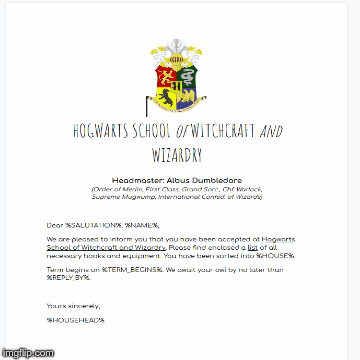 HOGWARTS SCHOOL of WITCHCRAFT AND
WIZARDRY
Headmaster: Albus Dumbledore
(Order of Merlin, First Class, Grand Sorc., Chf. Warlock,
Supreme Mugwump, International Confed. of Wizards)
Dear %SALUTATION%. %NAME%,
We are pleased to inform you that you have been accepted at Hogwarts
School of Witchcraft and Wizardry. Please find enclosed a list of all
necessary books and equipment. You have been sorted into %HOUSE%.
Term begins on %TERM_BEGINS%. We await your owl by no later than
%REPLY_BY%.
Yours sincerely,
%HOUSEHEAD%
imgflip.com